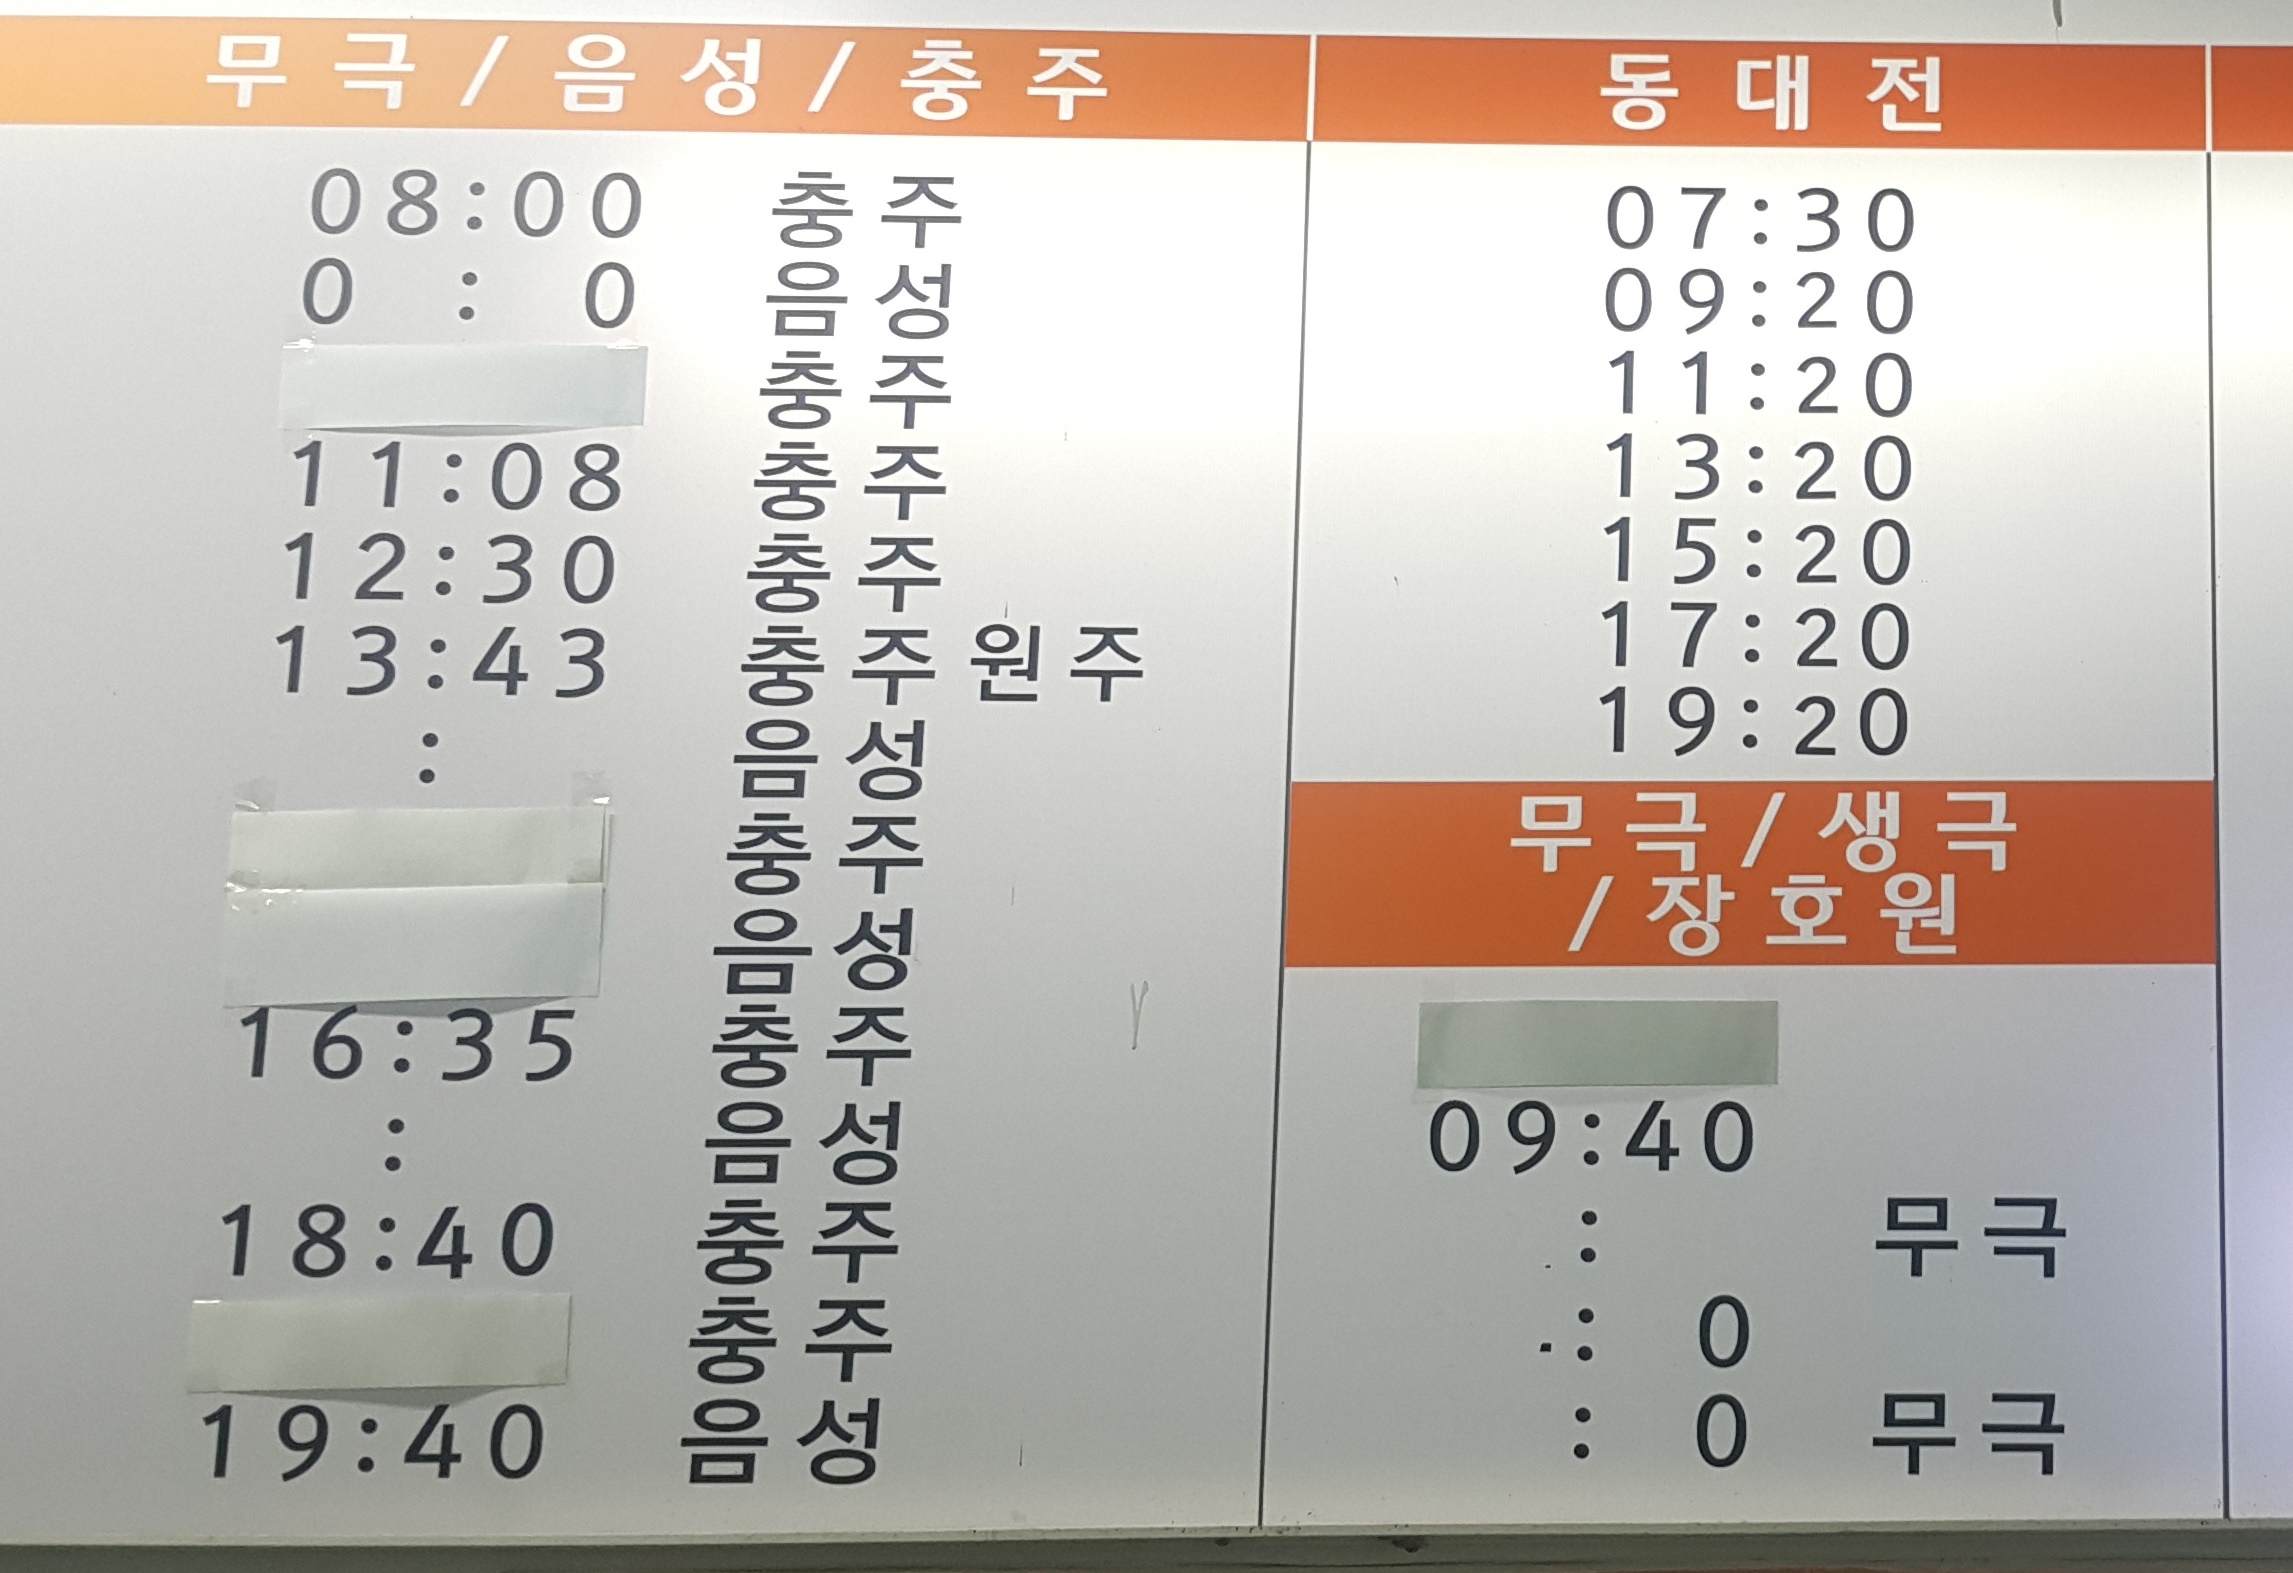 무극/음성/충주
08:00 충주
0 : 0 음성
충주
11:08 충주
12:30 충주
13:43 충주 원주
: 음성
충주
음성
16:35 충주
: 음성
18:40 충주
충주
19:40 음성
동대전
07:30
09:20
11:20
13:20
15:20
17:20
19:20
무극/생극
/장호원
09:40
: 무극
: 0
: 0 무극